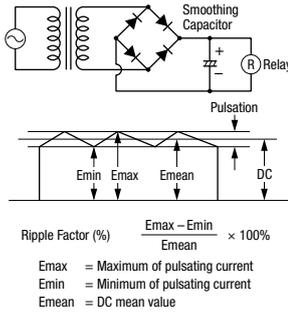 Smoothing
Capacitor
+
−
R Relay
Pulsation
Emin Emax Emean DC
Ripple Factor (%) Emax – Emin / Emean × 100%
Emax = Maximum of pulsating current
Emin = Minimum of pulsating current
Emean = DC mean value